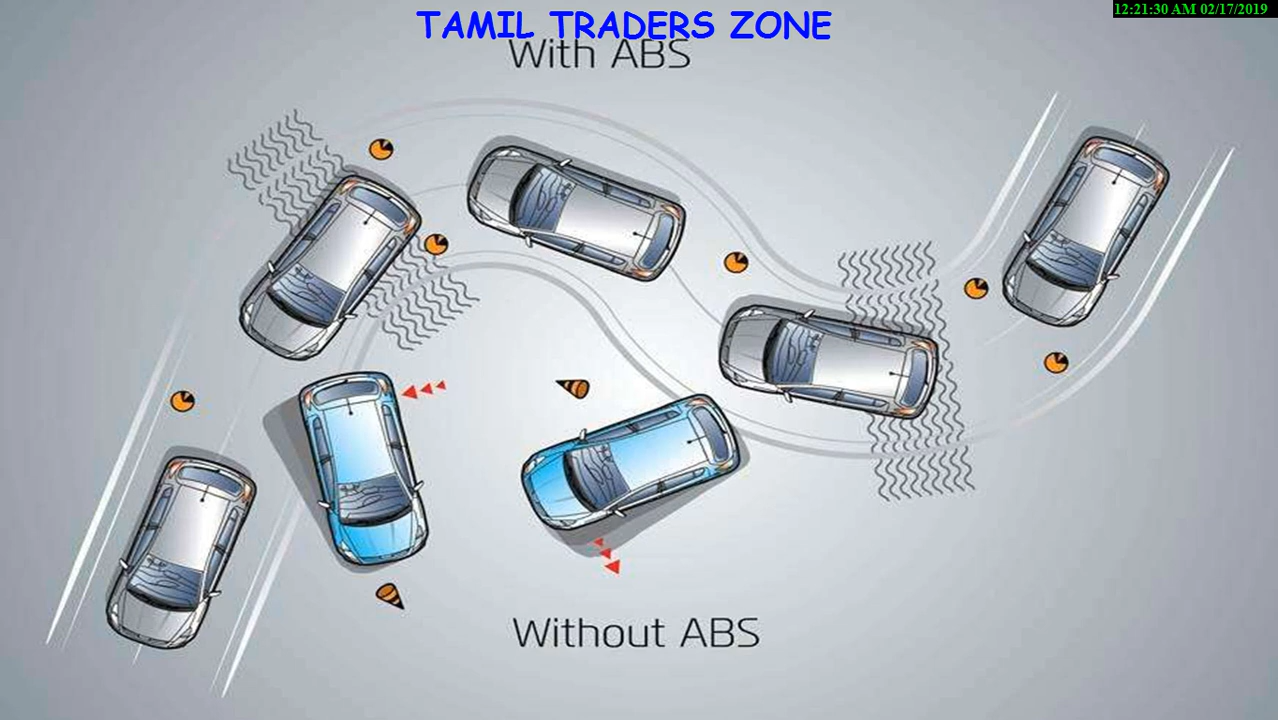 12:21:30 AM 02/17/2019
TAMIL TRADERS ZONE
With ABS
Without ABS